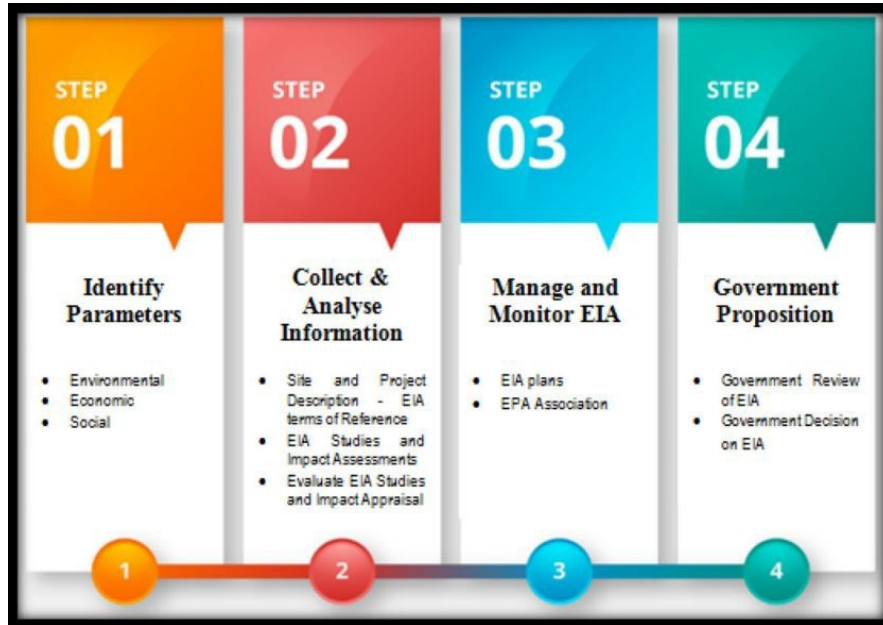 STEP
01
Identify
Parameters
• Environmental
• Economic
• Social
1
STEP
02
Collect &
Analyse
Information
• Site and Project
Description - EIA
terms of Reference
• EIA Studies and
Impact Assessments
• Evaluate EIA Studies
and Impact Appraisal
2
STEP
03
Manage and
Monitor EIA
• EIA plans
• EPA Association
3
STEP
04
Government
Proposition
• Government Review
of EIA
• Government Decision
on EIA
4